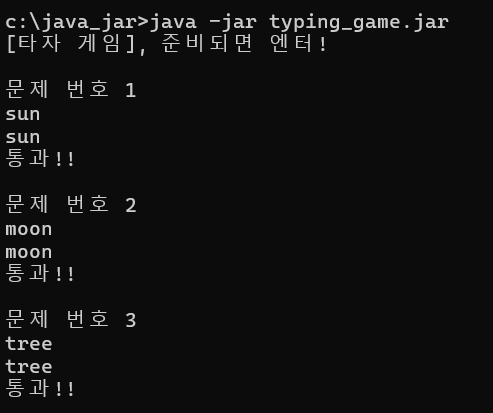 c:\java_jar>java -jar typing_game.jar
[타자 게임], 준비되면 엔터!
문제 번호 1
sun
sun
통과!!
문제 번호 2
moon
moon
통과!!
문제 번호 3
tree
tree
통과!!